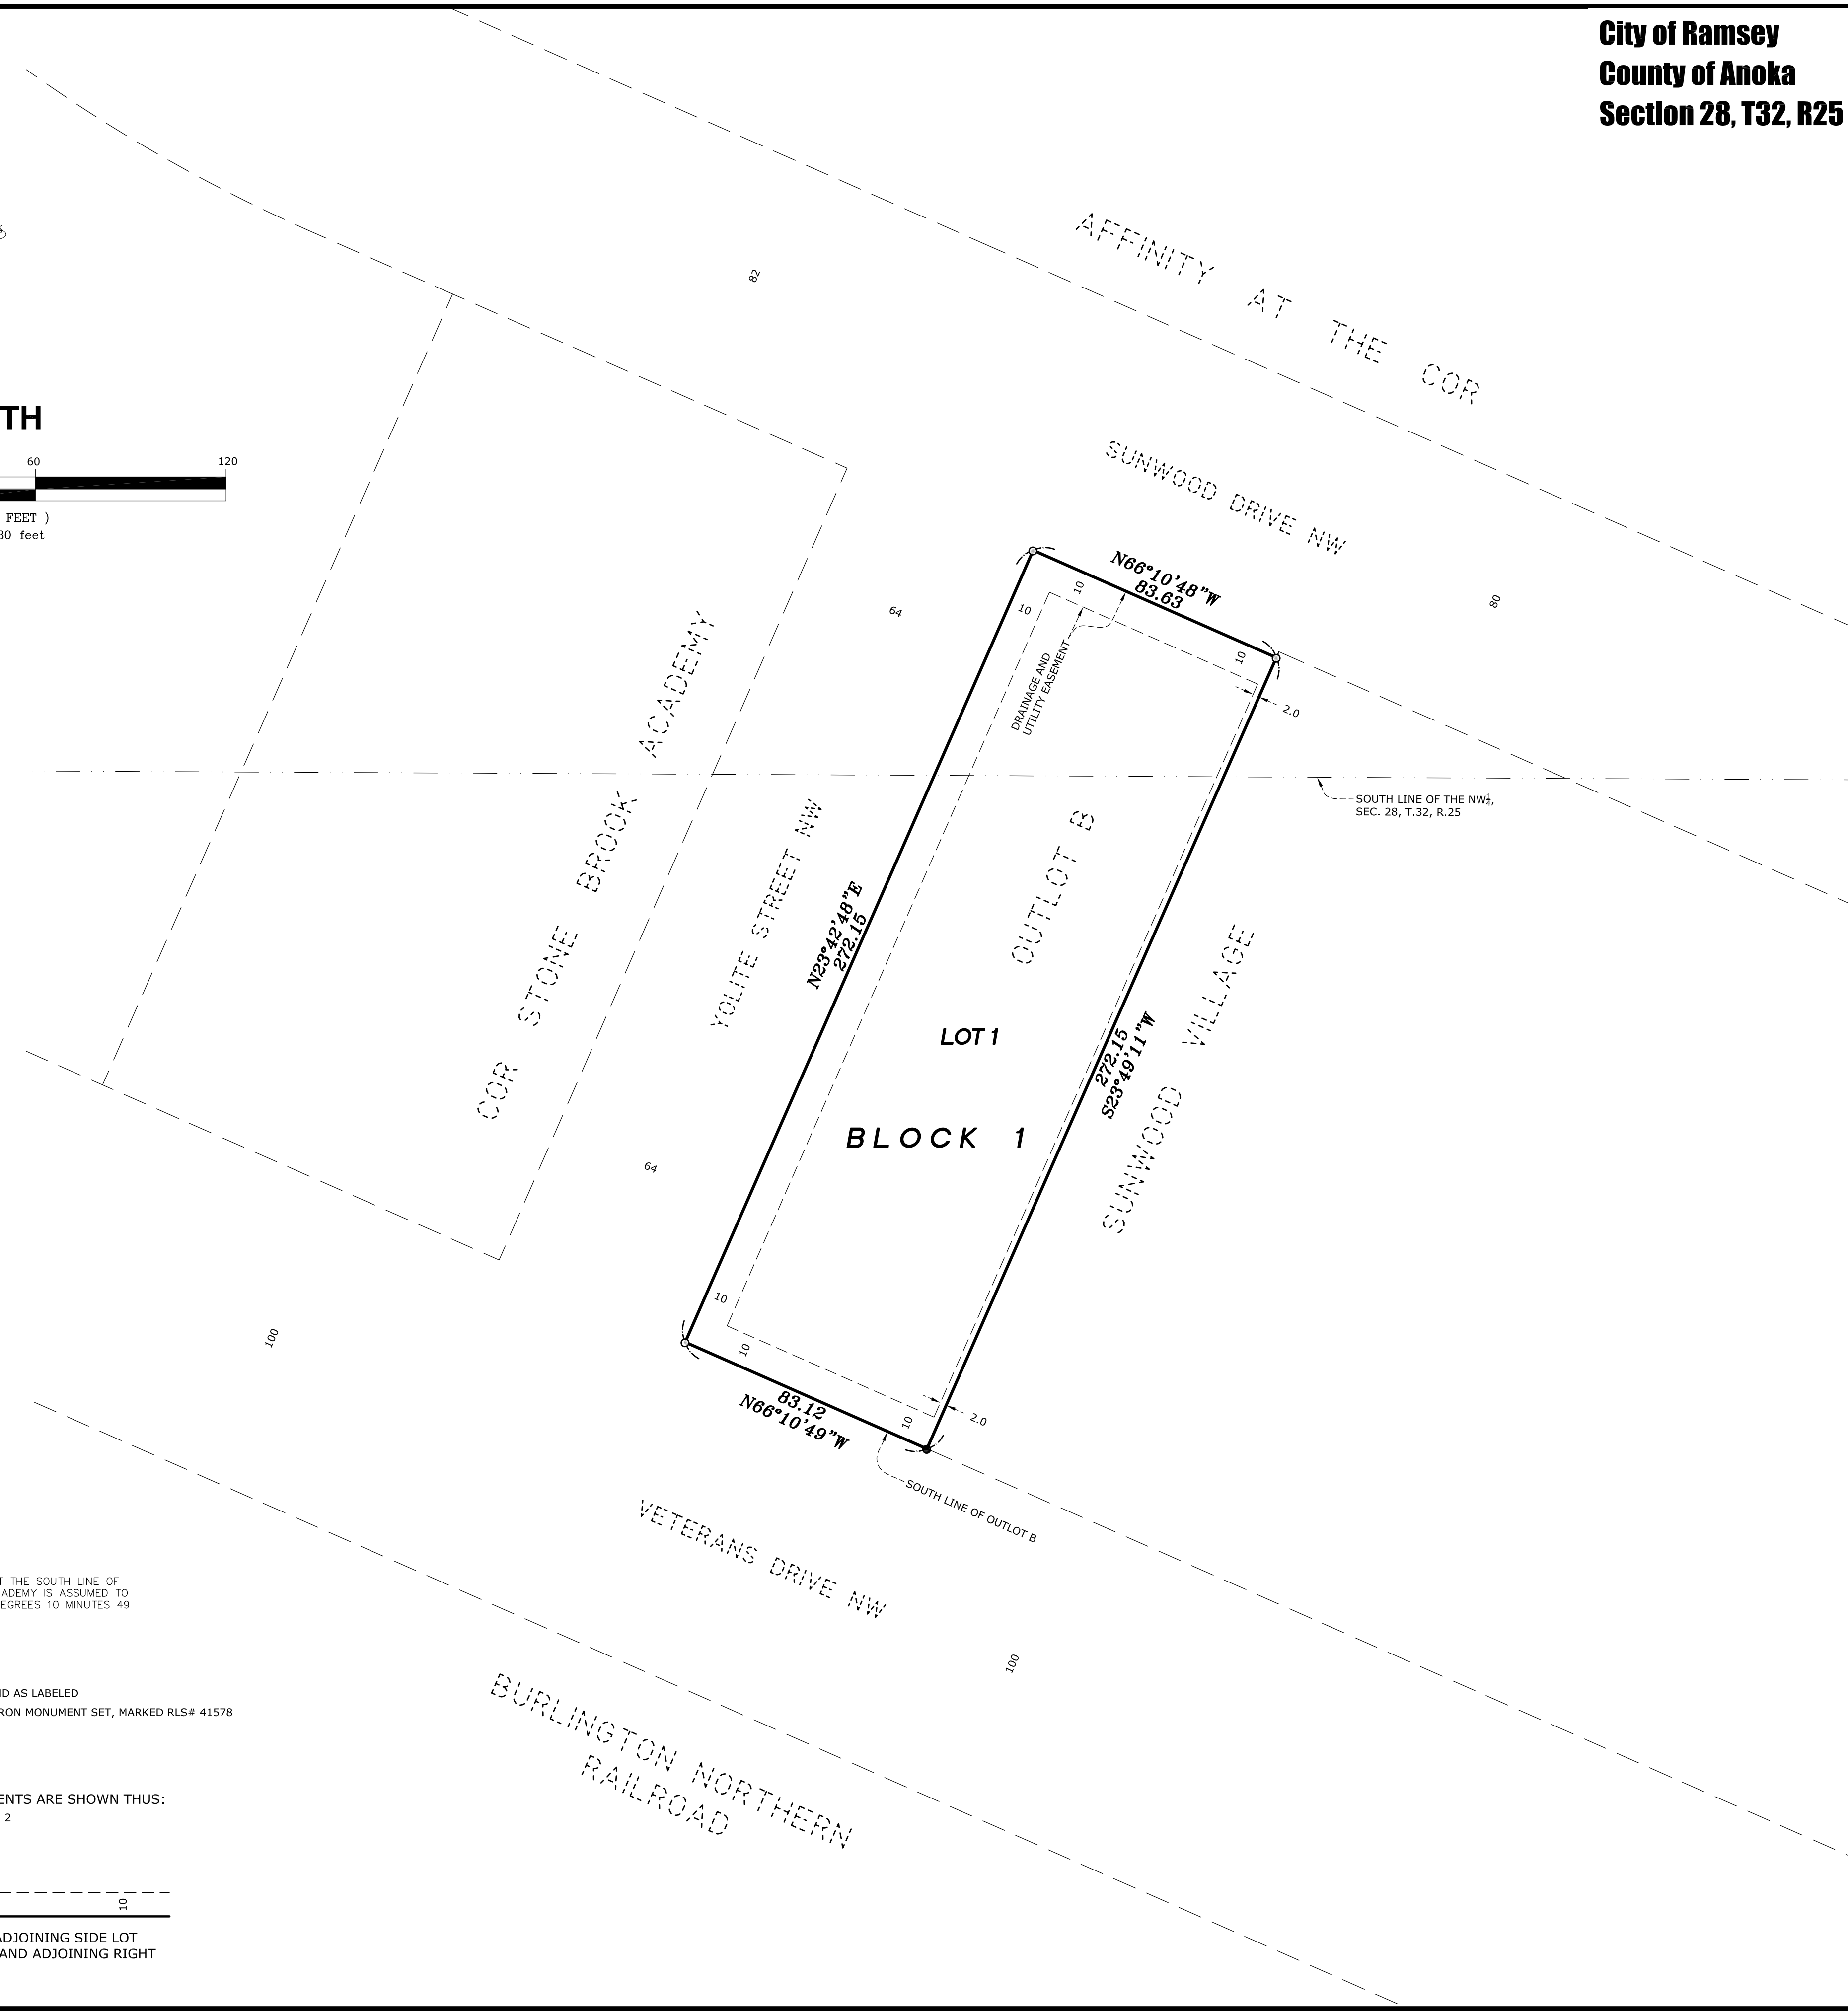 City of Ramsey
County of Anoka
Section 28, T32, R25
AFFINITY AT THE COR
82
SUNWOOD DRIVE NW
80
TH
60
120
FEET )
30 feet
N66°10'48"W
83.63
10
10
10
64
DRAINAGE AND
UTILITY EASEMENT
2.0
COR STONE BROOK ACADEMY
YOLITE STREET NW
SOUTH LINE OF THE NW¼,
SEC. 28, T.32, R.25
OUTLOT B
N23°42'48"E
272.15
LOT 1
BLOCK 1
272.15
S23°49'11"W
SUNWOOD VILLAGE
64
10
10
100
83.12
N66°10'49"W
10
2.0
SOUTH LINE OF OUTLOT B
VETERANS DRIVE NW
100
BURLINGTON NORTHERN
RAILROAD
T THE SOUTH LINE OF
CADEMY IS ASSUMED TO
EGREES 10 MINUTES 49
ND AS LABELED
RON MONUMENT SET, MARKED RLS# 41578
ENTS ARE SHOWN THUS:
2
10
ADJOINING SIDE LOT
AND ADJOINING RIGHT